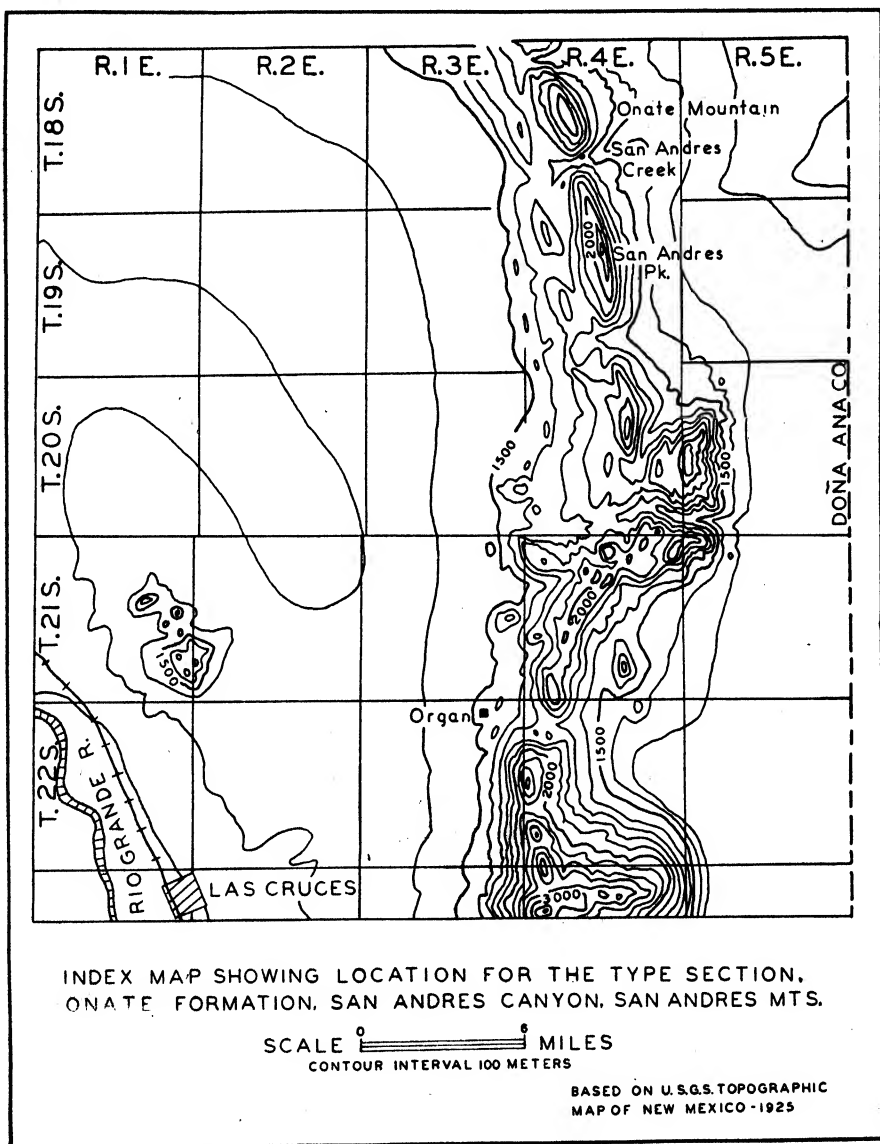 R.1 E.
R.2 E.
R.3 E.
R.4 E.
R.5 E.
T.18 S.
Onate Mountain
San Andres
Creek
2000
San Andres
Pk.
T.19 S.
T.20 S.
1500
1500
DOÑA ANA CO.
T.21 S.
2000
1500
Organ
1500
T.22 S.
2000
RIO GRANDE R.
LAS CRUCES
INDEX MAP SHOWING LOCATION FOR THE TYPE SECTION,
ONATE FORMATION, SAN ANDRES CANYON, SAN ANDRES MTS.
0 6
SCALE MILES
CONTOUR INTERVAL 100 METERS
BASED ON U.S.G.S. TOPOGRAPHIC
MAP OF NEW MEXICO - 1925